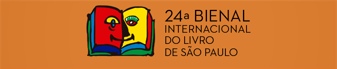 24ª BIENAL
INTERNACIONAL
DO LIVRO
DE SÃO PAULO